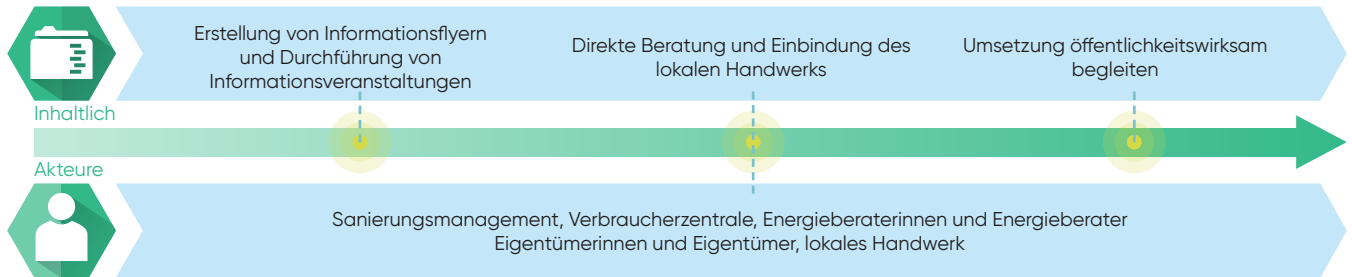 Erstellung von Informationsflyern
und Durchführung von
Informationsveranstaltungen
Direkte Beratung und Einbindung des
lokalen Handwerks
Umsetzung öffentlichkeitswirksam
begleiten
Inhaltlich
Akteure
Sanierungsmanagement, Verbraucherzentrale, Energieberaterinnen und Energieberater
Eigentümerinnen und Eigentümer, lokales Handwerk